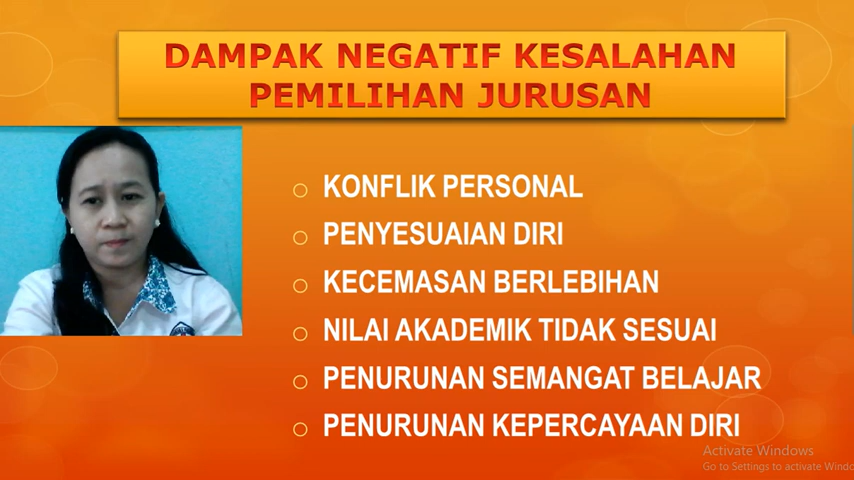 DAMPAK NEGATIF KESALAHAN
PEMILIHAN JURUSAN
KONFLIK PERSONAL
PENYESUAIAN DIRI
KECEMASAN BERLEBIHAN
NILAI AKADEMIK TIDAK SESUAI
PENURUNAN SEMANGAT BELAJAR
PENURUNAN KEPERCAYAAN DIRI
Activate Windows
Go to Settings to activate Windo